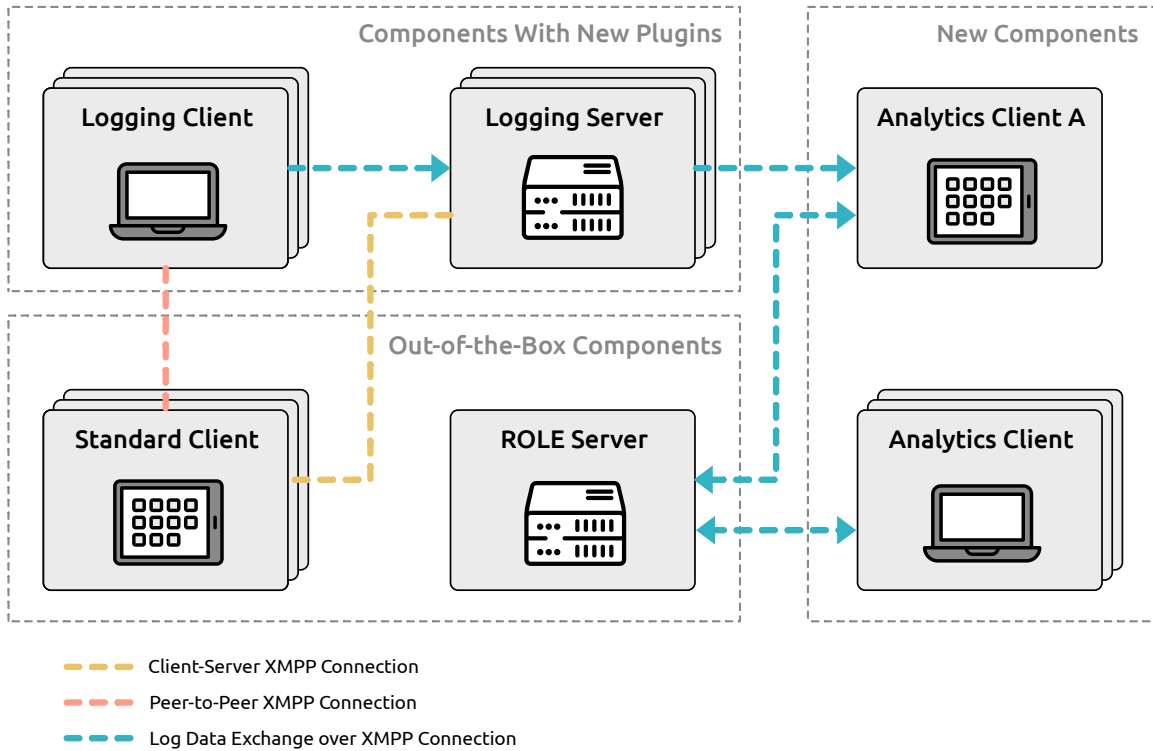 Components With New Plugins
New Components
Logging Client
Logging Server
Analytics Client A
Out-of-the-Box Components
Standard Client
ROLE Server
Analytics Client
Client-Server XMPP Connection
Peer-to-Peer XMPP Connection
Log Data Exchange over XMPP Connection